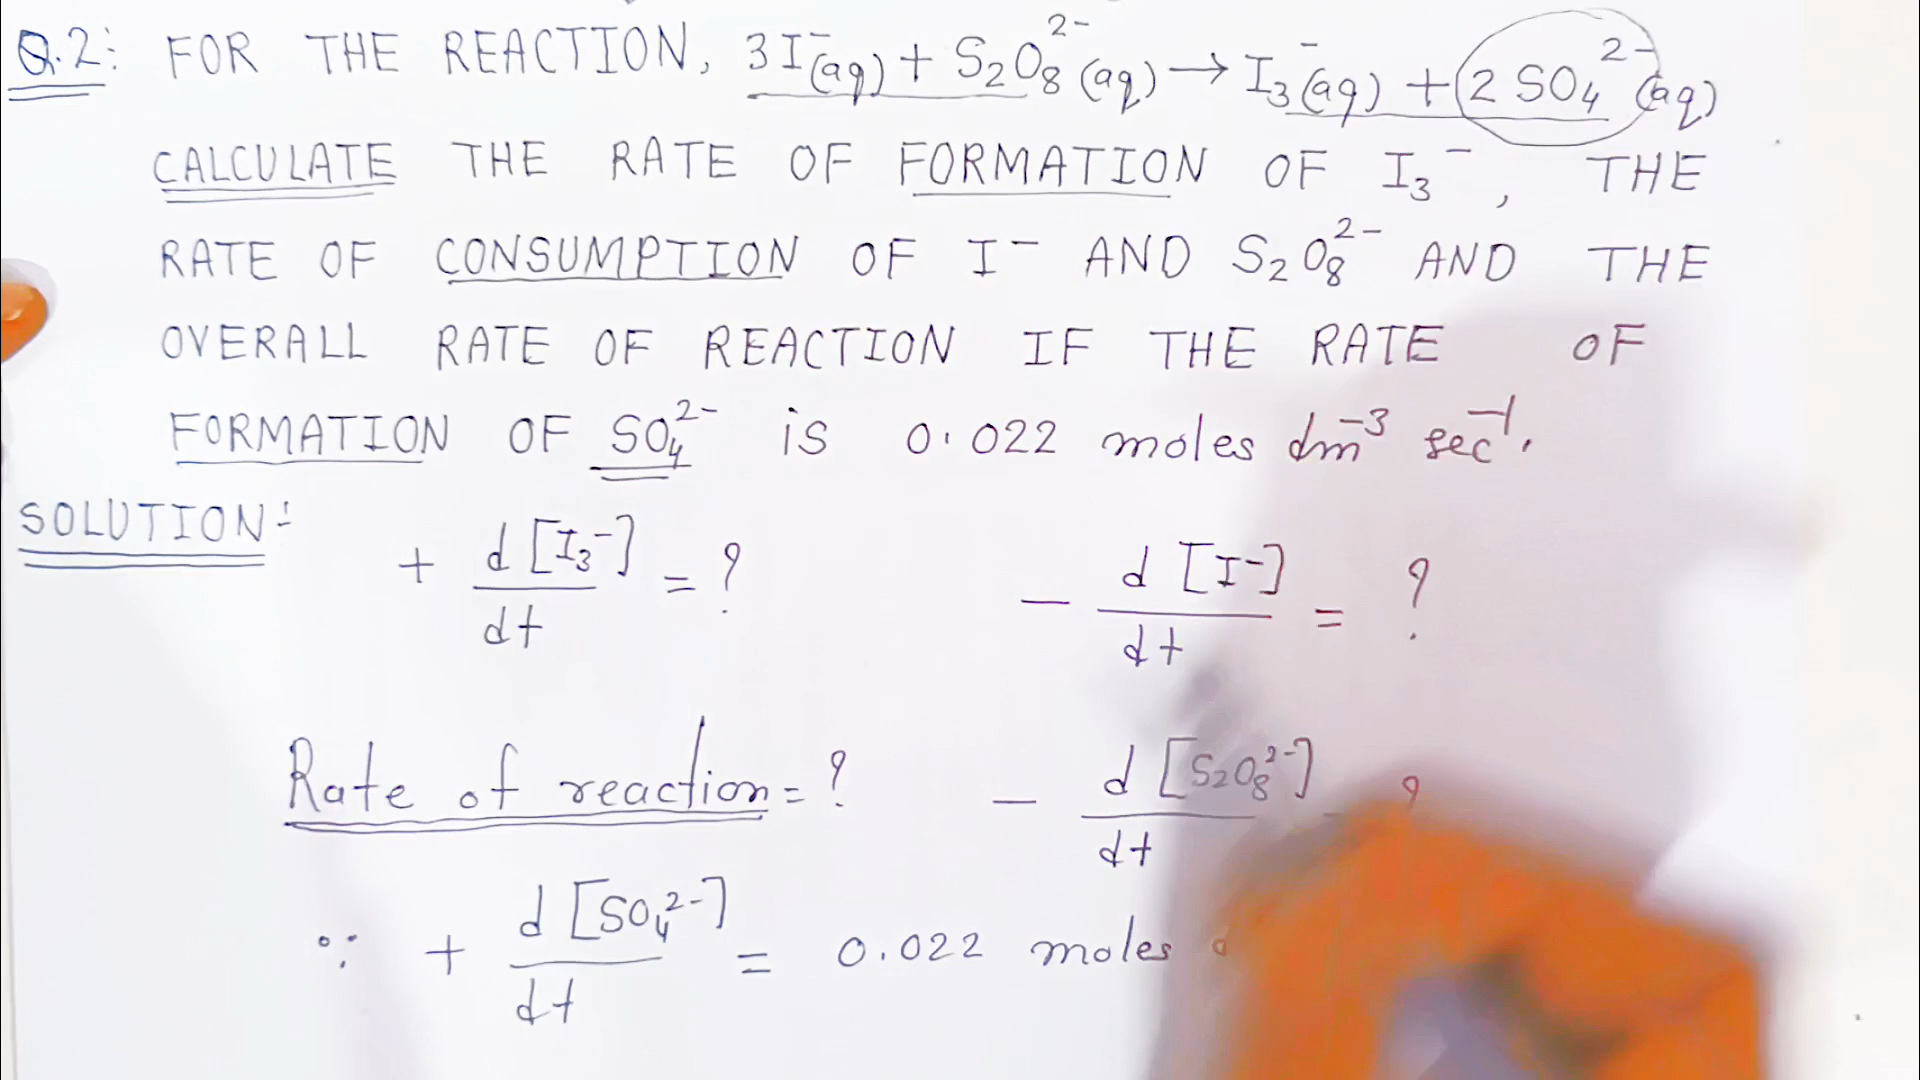 Q.2: FOR THE REACTION, 3I⁻(aq) + S₂O₈²⁻(aq) → I₃⁻(aq) + 2 SO₄²⁻(aq)
CALCULATE THE RATE OF FORMATION OF I₃⁻, THE
RATE OF CONSUMPTION OF I⁻ AND S₂O₈²⁻ AND THE
OVERALL RATE OF REACTION IF THE RATE OF
FORMATION OF SO₄²⁻ is 0.022 moles dm⁻³ sec⁻¹.
SOLUTION:-
+ d[I₃⁻]/dt = ? − d[I⁻]/dt = ?
Rate of reaction = ? − d[S₂O₈²⁻]/dt = ?
∵ + d[SO₄²⁻]/dt = 0.022 moles